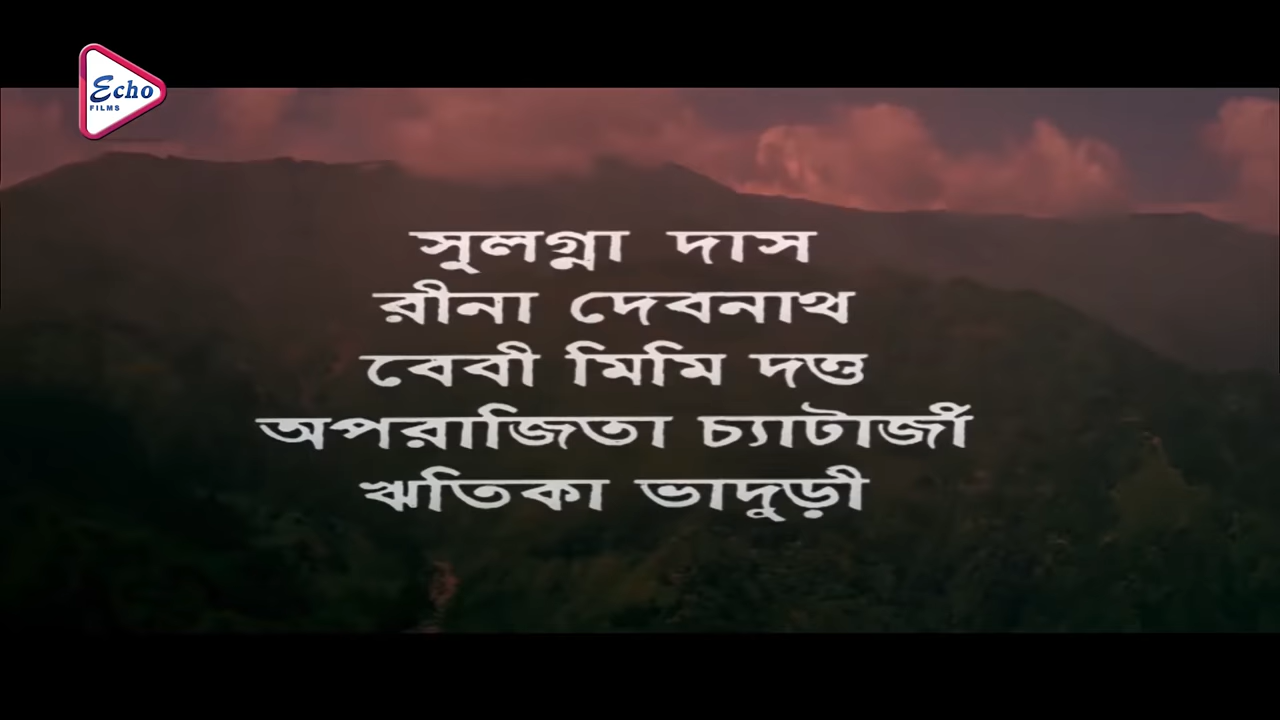 Echo
FILMS
সুলগ্না দাস
রীনা দেবনাথ
বেবী মিমি দত্ত
অপরাজিতা চ্যাটার্জী
ঋতিকা ভাদুড়ী